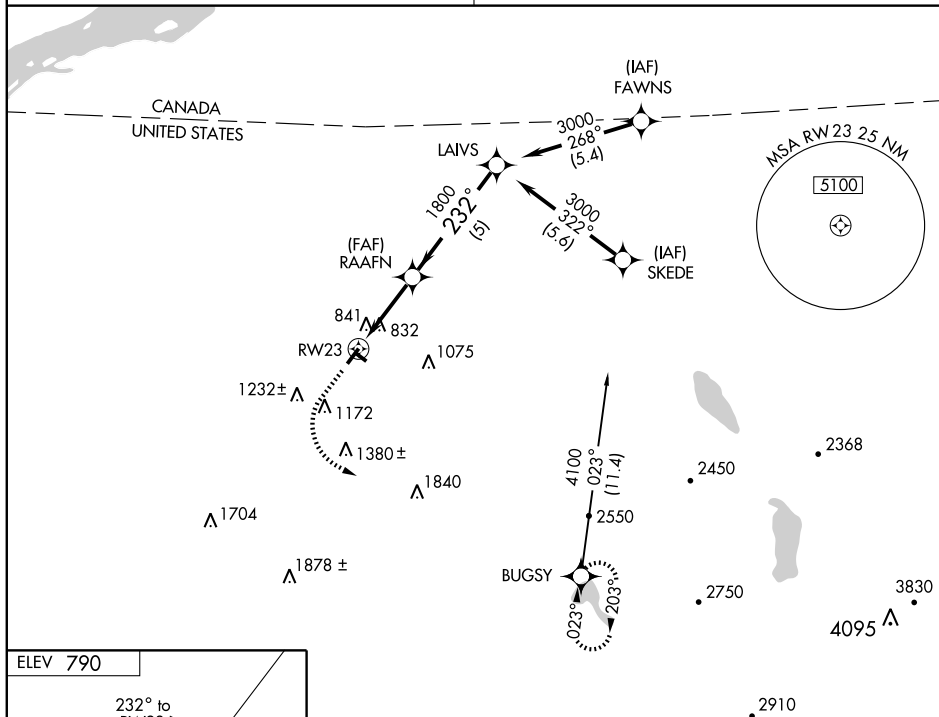 (IAF)
FAWNS
CANADA
UNITED STATES
3000
268°
(5.4)
LAIVS
MSA RW 23 25 NM
5100
1800
232°
(5)
3000
322°
(5.6)
(FAF)
RAAFN
(IAF)
SKEDE
841
832
RW23
1075
1232±
1172
1380 ±
4100
023°
(11.4)
2368
2450
1840
1704
2550
1878 ±
BUGSY
023°
203°
2750
3830
4095
ELEV 790
232° to
2910